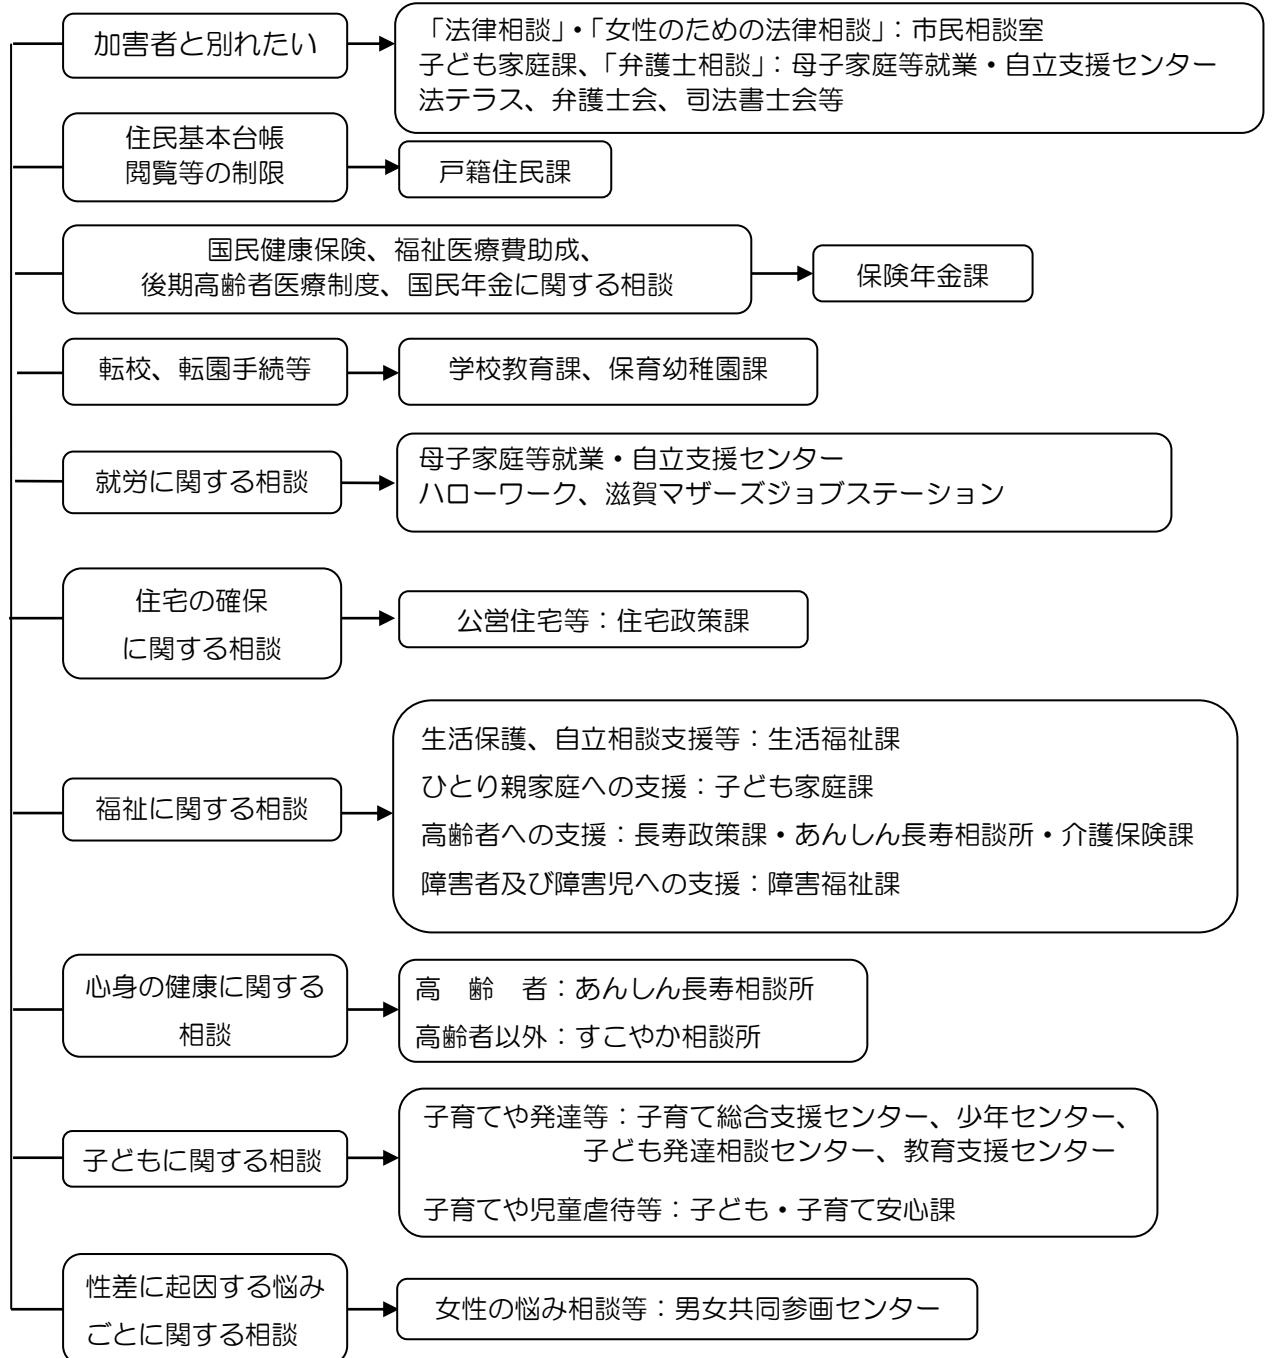 加害者と別れたい
「法律相談」・「女性のための法律相談」：市民相談室
子ども家庭課、「弁護士相談」：母子家庭等就業・自立支援センター
法テラス、弁護士会、司法書士会等
住民基本台帳
閲覧等の制限
戸籍住民課
国民健康保険、福祉医療費助成、
後期高齢者医療制度、国民年金に関する相談
保険年金課
転校、転園手続等
学校教育課、保育幼稚園課
就労に関する相談
母子家庭等就業・自立支援センター
ハローワーク、滋賀マザーズジョブステーション
住宅の確保
に関する相談
公営住宅等：住宅政策課
福祉に関する相談
生活保護、自立相談支援等：生活福祉課
ひとり親家庭への支援：子ども家庭課
高齢者への支援：長寿政策課・あんしん長寿相談所・介護保険課
障害者及び障害児への支援：障害福祉課
心身の健康に関する
相談
高　齢　者：あんしん長寿相談所
高齢者以外：すこやか相談所
子どもに関する相談
子育てや発達等：子育て総合支援センター、少年センター、
子ども発達相談センター、教育支援センター
子育てや児童虐待等：子ども・子育て安心課
性差に起因する悩み
ごとに関する相談
女性の悩み相談等：男女共同参画センター